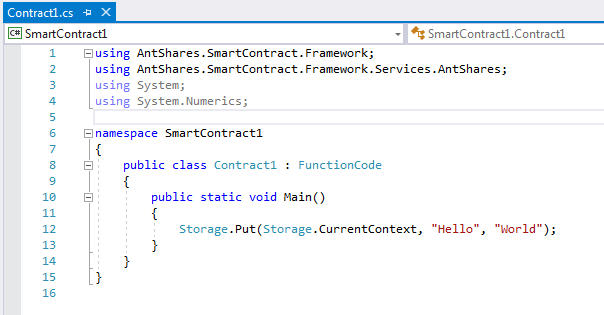 Contract1.cs
C# SmartContract1 SmartContract1.Contract1
1 using AntShares.SmartContract.Framework;
2 using AntShares.SmartContract.Framework.Services.AntShares;
3 using System;
4 using System.Numerics;
5
6 namespace SmartContract1
7 {
8 public class Contract1 : FunctionCode
9 {
10 public static void Main()
11 {
12 Storage.Put(Storage.CurrentContext, "Hello", "World");
13 }
14 }
15 }
16